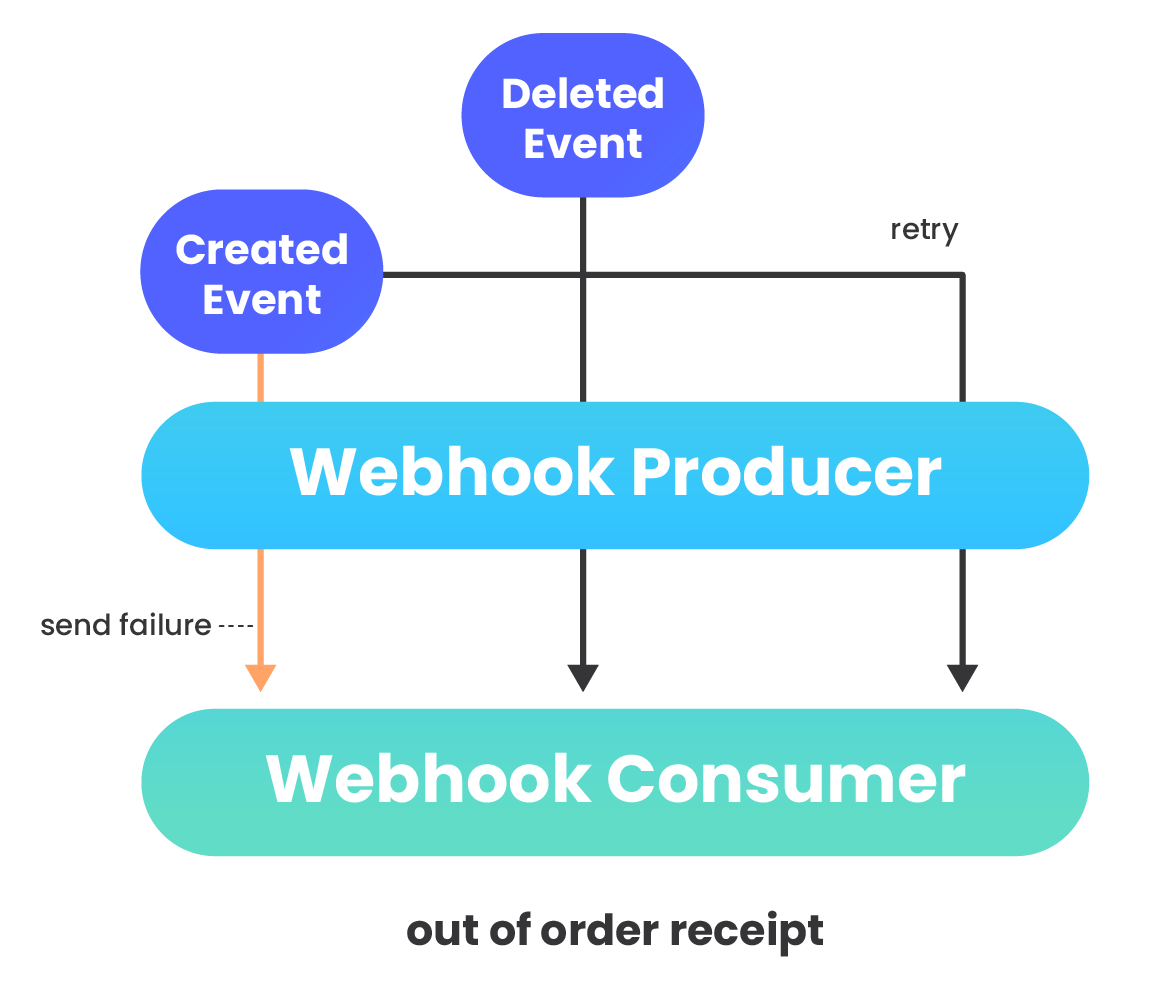 Deleted
Event
retry
Created
Event
Webhook Producer
send failure
Webhook Consumer
out of order receipt